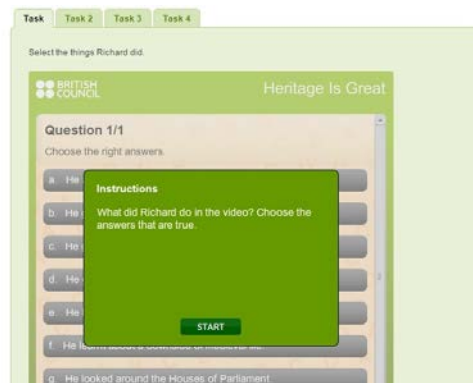 Task Task 2 Task 3 Task 4
Select the things Richard did.
BRITISH COUNCIL
Heritage Is Great
Question 1/1
Choose the right answers.
a. He
b. He
c. He
d. He
e. He
Instructions
What did Richard do in the video? Choose the
answers that are true.
START
f. He learnt about a downsides of medieval life.
g. He looked around the Houses of Parliament.